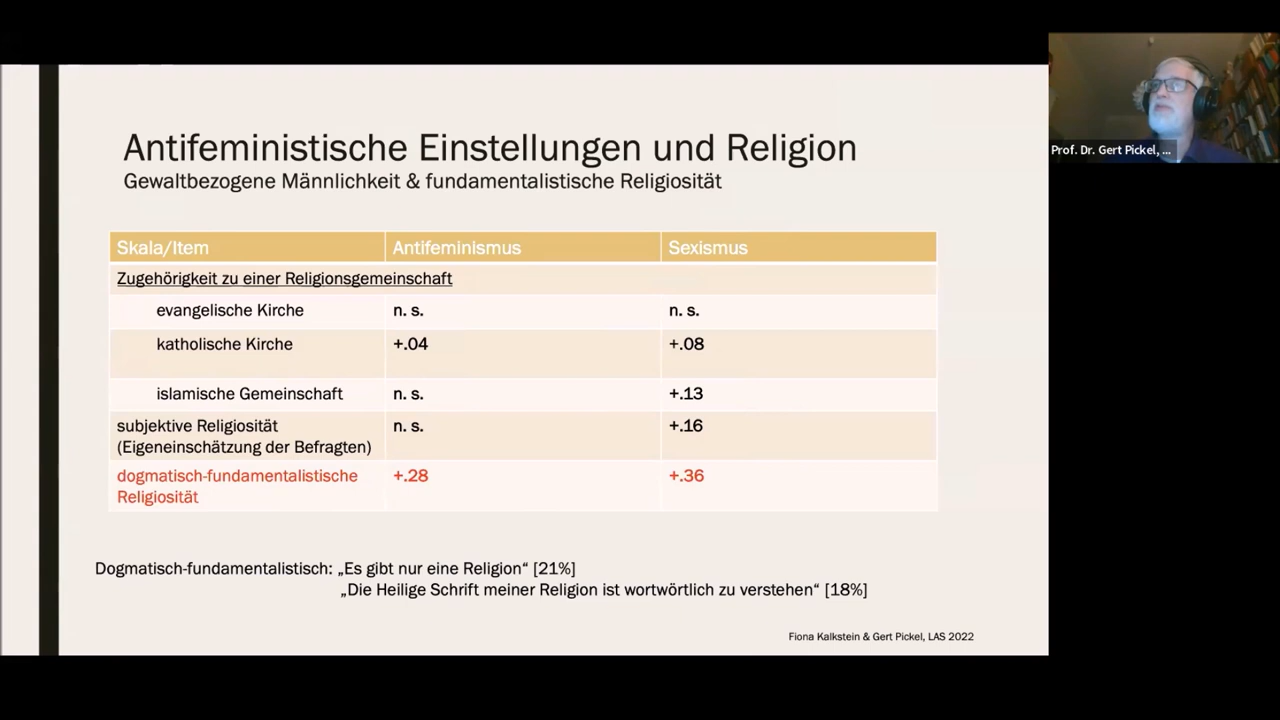 Antifeministische Einstellungen und Religion
Gewaltbezogene Männlichkeit & fundamentalistische Religiosität
Skala/Item Antifeminismus Sexismus
Zugehörigkeit zu einer Religionsgemeinschaft
evangelische Kirche n. s. n. s.
katholische Kirche +.04 +.08
islamische Gemeinschaft n. s. +.13
subjektive Religiosität n. s. +.16
(Eigeneinschätzung der Befragten)
dogmatisch-fundamentalistische +.28 +.36
Religiosität
Dogmatisch-fundamentalistisch: „Es gibt nur eine Religion“ [21%]
„Die Heilige Schrift meiner Religion ist wortwörtlich zu verstehen“ [18%]
Fiona Kalkstein & Gert Pickel, LAS 2022
Prof. Dr. Gert Pickel, ...